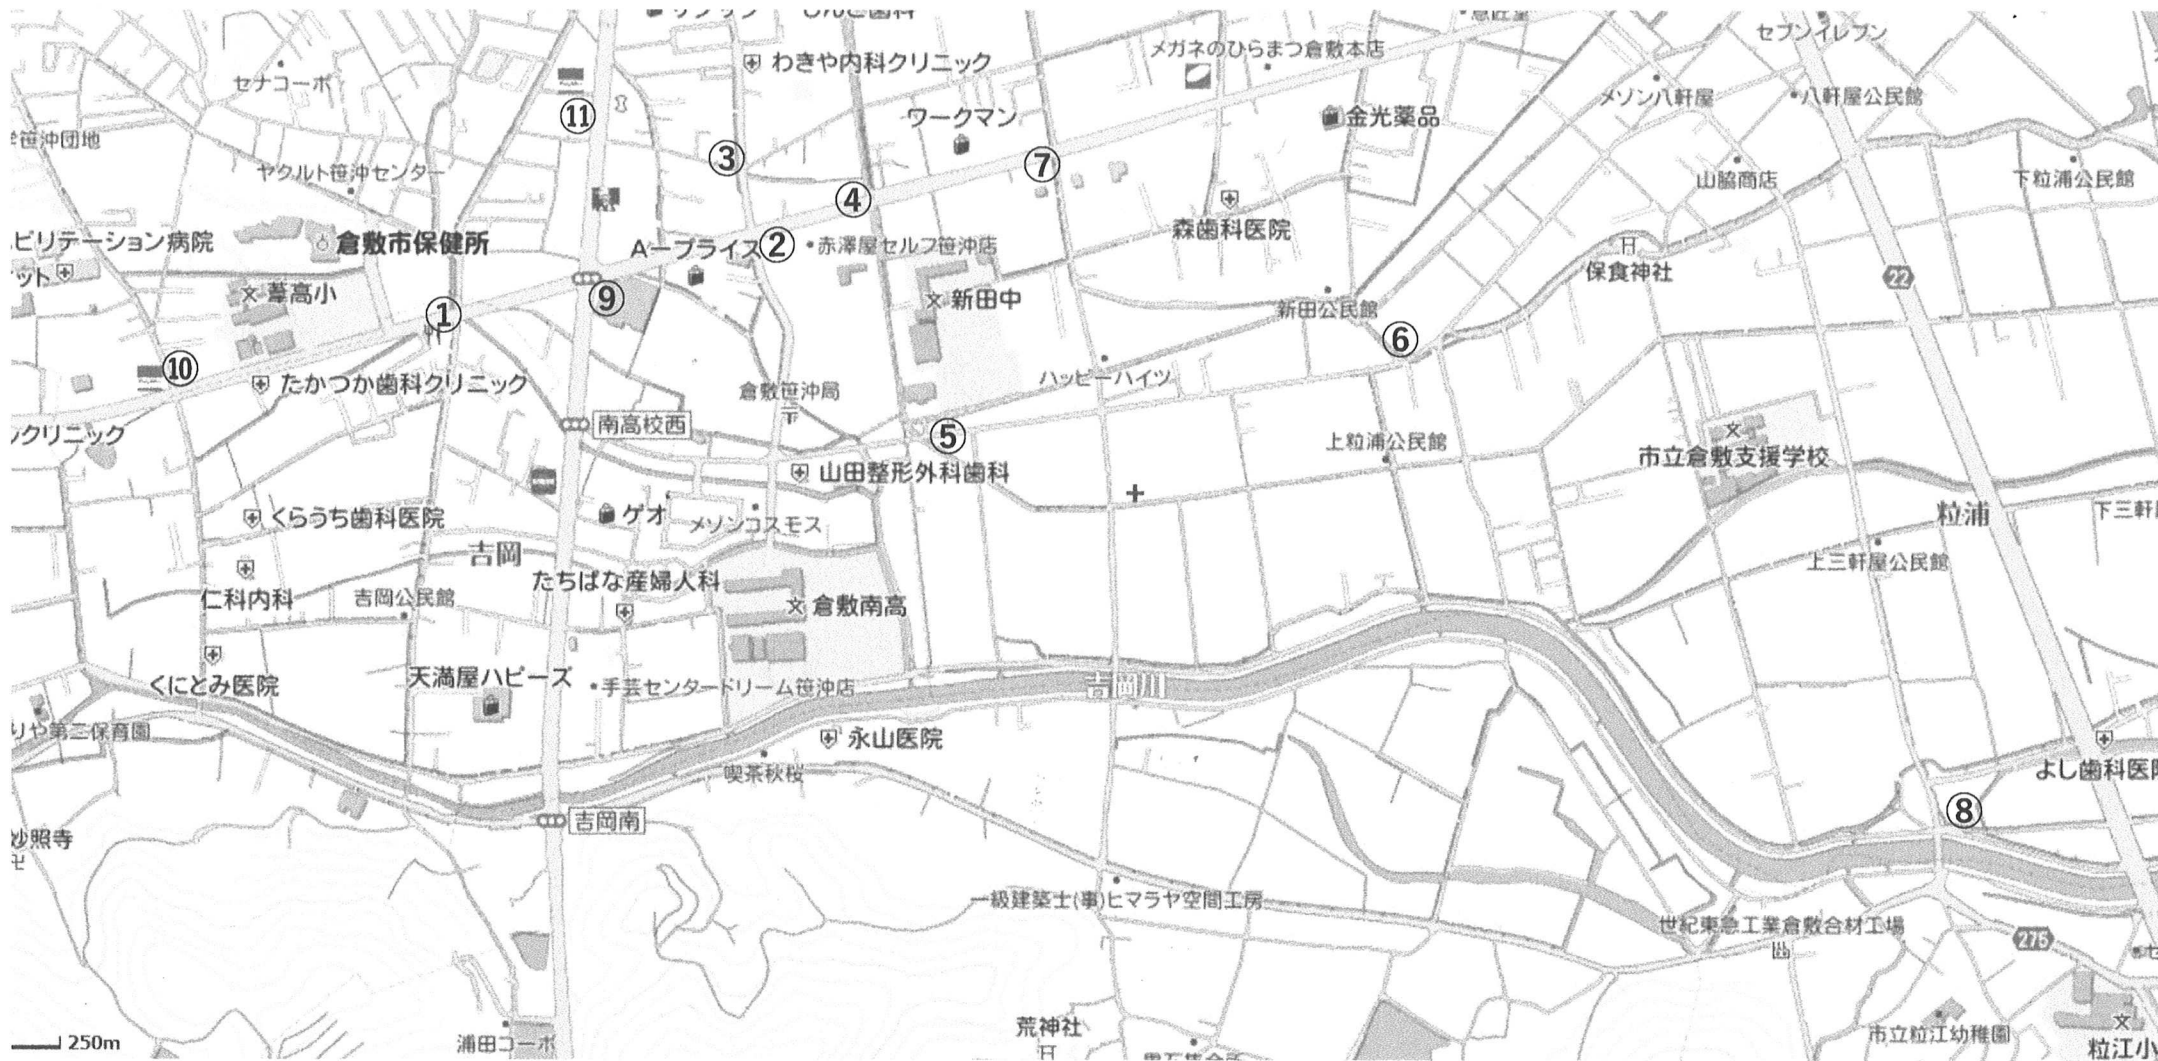 わきや内科クリニック
メガネのひらまつ倉敷本店
セブンイレブン
セナコーポ
メゾン八軒屋
八軒屋公民館
⑪
ワークマン
金光薬品
笹沖団地
③
⑦
ヤクルト笹沖センター
山脇商店
下粒浦公民館
④
ビリテーション病院
倉敷市保健所
Aープライス
②
赤澤屋セルフ笹沖店
森歯科医院
保食神社
22
ット
葦高小
⑨
新田中
新田公民館
①
⑥
⑩
たかつか歯科クリニック
倉敷笹沖局
ハッピーハイツ
クリニック
南高校西
⑤
上粒浦公民館
市立倉敷支援学校
山田整形外科歯科
くらうち歯科医院
ゲオ
メゾンコスモス
粒浦
下三軒
吉岡
上三軒屋公民館
たちばな産婦人科
仁科内科
吉岡公民館
倉敷南高
くにとみ医院
天満屋ハピーズ
手芸センタードリーム笹沖店
吉岡川
りや第二保育園
永山医院
喫茶秋桜
よし歯科医院
⑧
吉岡南
妙照寺
一級建築士(事)ヒマラヤ空間工房
世紀東急工業倉敷合材工場
275
250m
浦田コーポ
荒神社
市立粒江幼稚園
粒江小